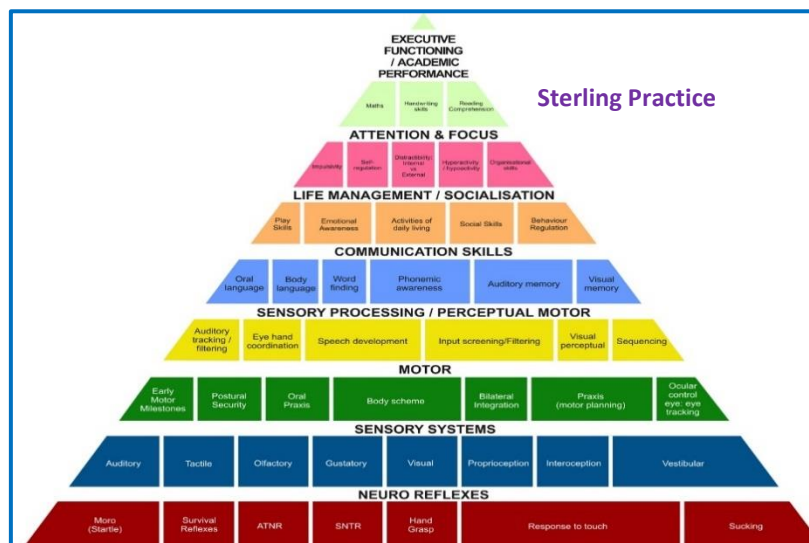 EXECUTIVE
FUNCTIONING
/ ACADEMIC
PERFORMANCE
Sterling Practice
Maths
Handwriting
skills
Reading
Comprehension
ATTENTION & FOCUS
Impulsivity
Self-
regulation
Distractibility:
Internal
vs
External
Hyperactivity
/ hypoactivity
Organisational
skills
LIFE MANAGEMENT / SOCIALISATION
Play
Skills
Emotional
Awareness
Activities of
daily living
Social Skills
Behaviour
Regulation
COMMUNICATION SKILLS
Oral
language
Body
language
Word
finding
Phonemic
awareness
Auditory memory
Visual
memory
SENSORY PROCESSING / PERCEPTUAL MOTOR
Auditory
tracking /
filtering
Eye hand
coordination
Speech development
Input screening/Filtering
Visual
perceptual
Sequencing
MOTOR
Early
Motor
Milestones
Postural
Security
Oral
Praxis
Body scheme
Bilateral
Integration
Praxis
(motor planning)
Ocular
control
eye: eye
tracking
SENSORY SYSTEMS
Auditory
Tactile
Olfactory
Gustatory
Visual
Proprioception
Interoception
Vestibular
NEURO REFLEXES
Moro
(Startle)
Survival
Reflexes
ATNR
SNTR
Hand
Grasp
Response to touch
Sucking